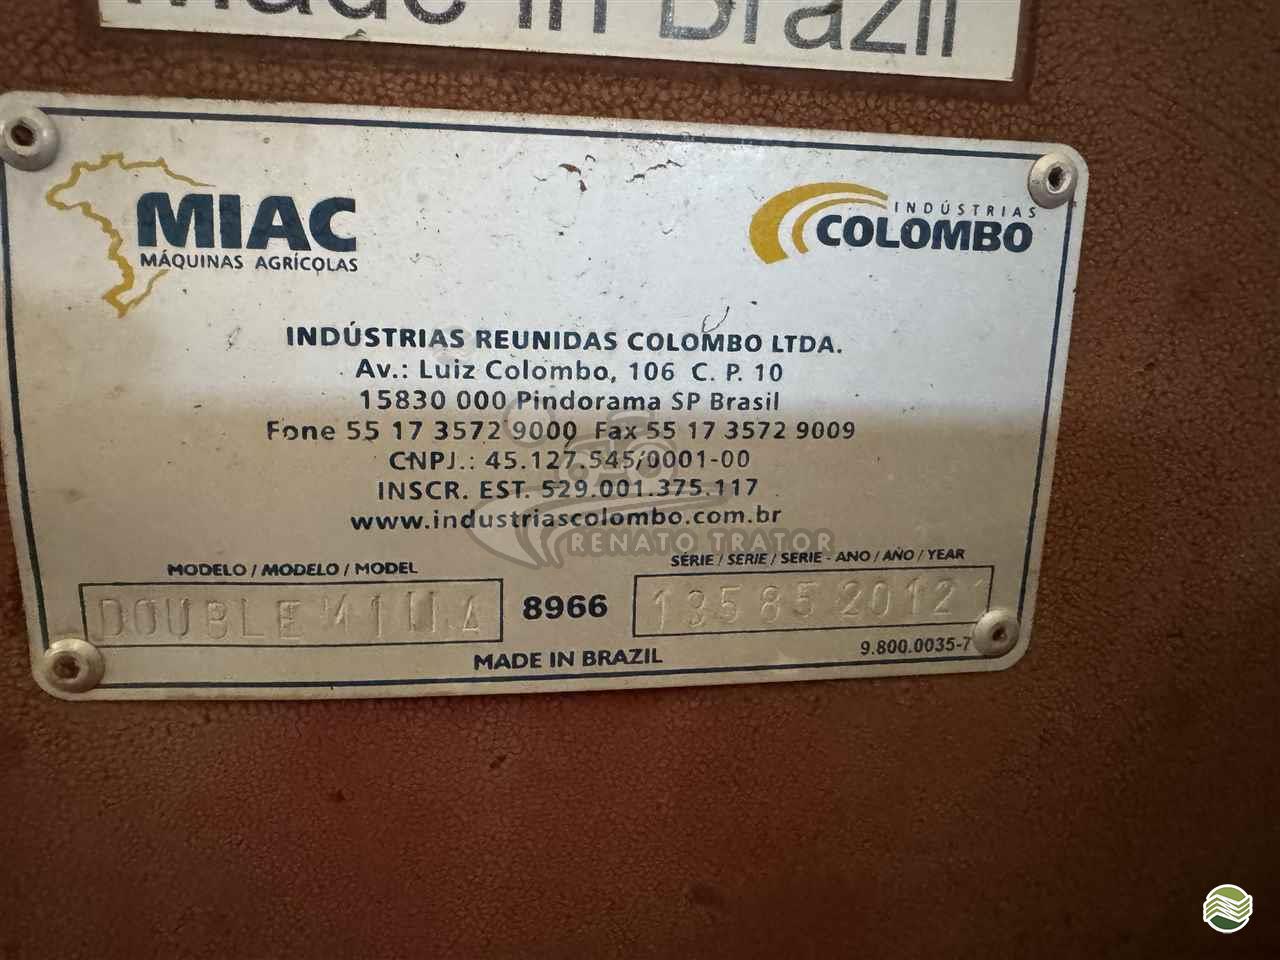 Made in Brazil
MIAC
MÁQUINAS AGRÍCOLAS
INDÚSTRIAS
COLOMBO
INDÚSTRIAS REUNIDAS COLOMBO LTDA.
Av.: Luiz Colombo, 106 C. P. 10
15830 000 Pindorama SP Brasil
Fone 55 17 3572 9000 Fax 55 17 3572 9009
CNPJ.: 45.127.545/0001-00
INSCR. EST. 529.001.375.117
www.industriascolombo.com.br
RENATO TRATOR
MODELO / MODELO / MODEL
SÉRIE / SERIE / SERIE - ANO / AÑO / YEAR
DOUBLE
8966
MADE IN BRAZIL
9.800.0035-7